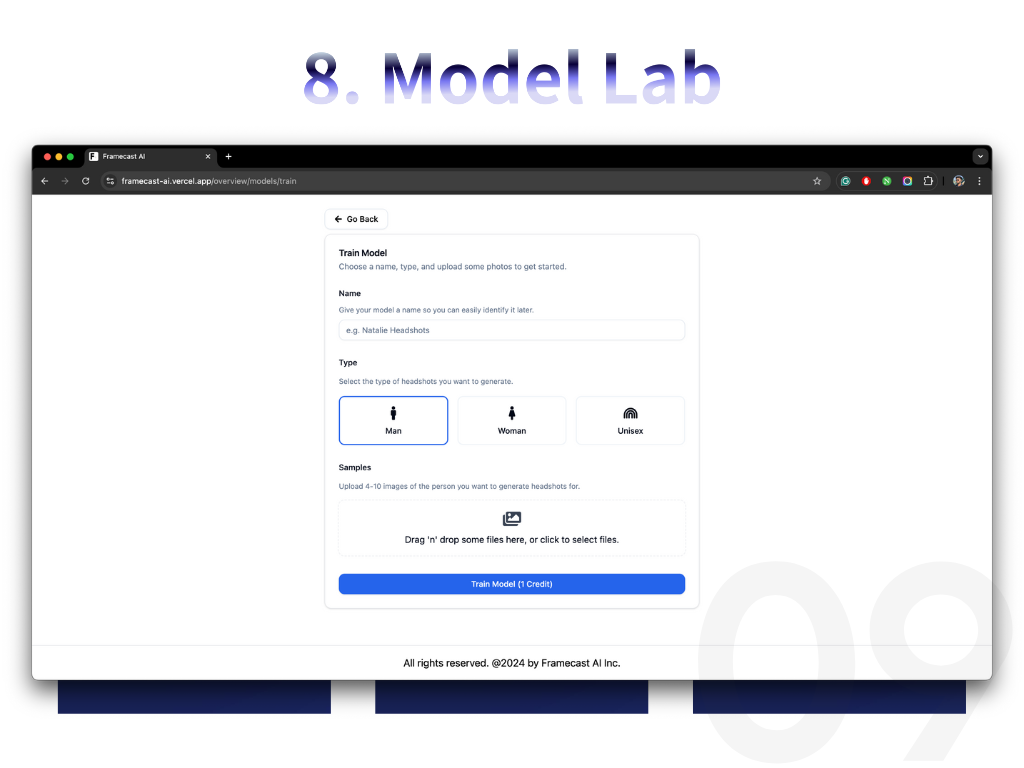 8. Model Lab
Framecast AI
framecast-ai.vercel.app/overview/models/train
Go Back
Train Model
Choose a name, type, and upload some photos to get started.
Name
Give your model a name so you can easily identify it later.
e.g. Natalie Headshots
Type
Select the type of headshots you want to generate.
Man
Woman
Unisex
Samples
Upload 4-10 images of the person you want to generate headshots for.
Drag 'n' drop some files here, or click to select files.
Train Model (1 Credit)
All rights reserved. @2024 by Framecast AI Inc.
09